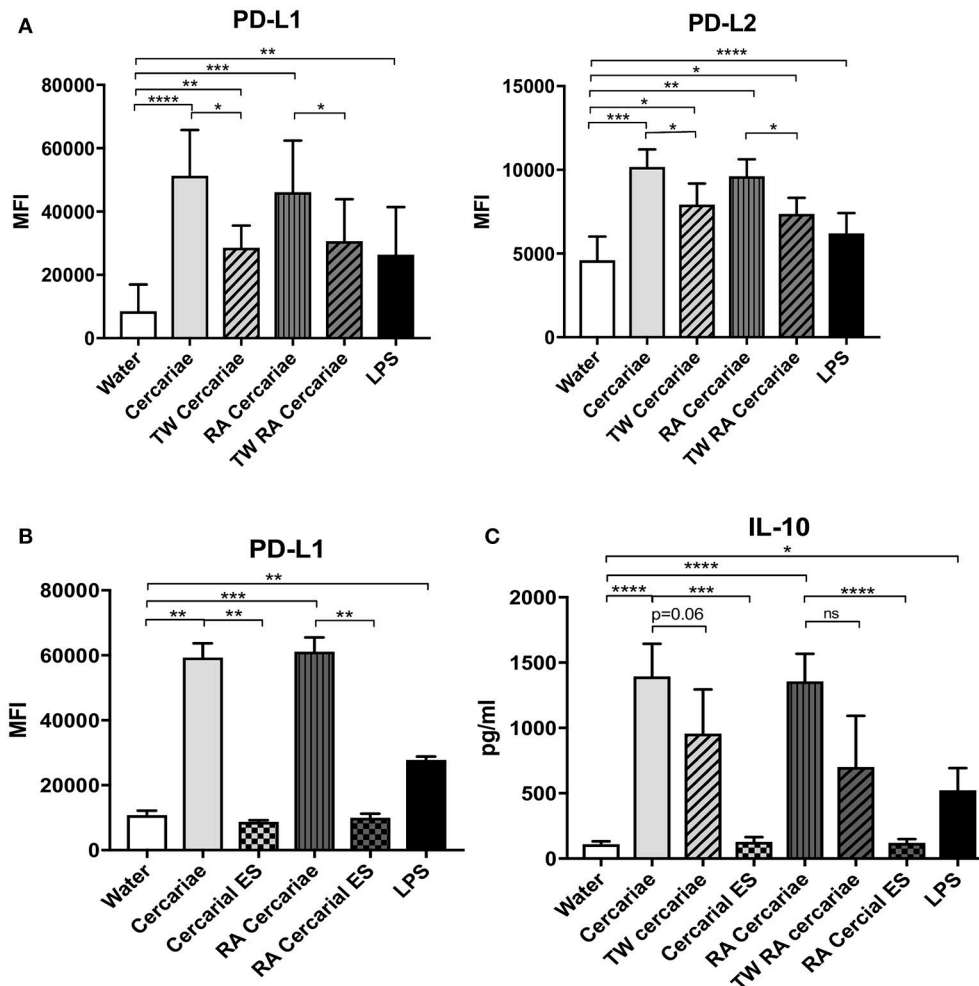 A
PD-L1
**
***
**
****
*
*
MFI
80000
60000
40000
20000
0
Water
Cercariae
TW Cercariae
RA Cercariae
TW RA Cercariae
LPS
PD-L2
****
*
**
*
***
*
*
MFI
15000
10000
5000
0
Water
Cercariae
TW Cercariae
RA Cercariae
TW RA Cercariae
LPS
B
PD-L1
**
***
**
**
**
MFI
80000
60000
40000
20000
0
Water
Cercariae
Cercarial ES
RA Cercariae
RA Cercarial ES
LPS
C
IL-10
*
****
****
***
****
p=0.06
ns
pg/ml
2000
1500
1000
500
0
Water
Cercariae
TW cercariae
Cercarial ES
RA Cercariae
TW RA cercariae
RA Cercial ES
LPS